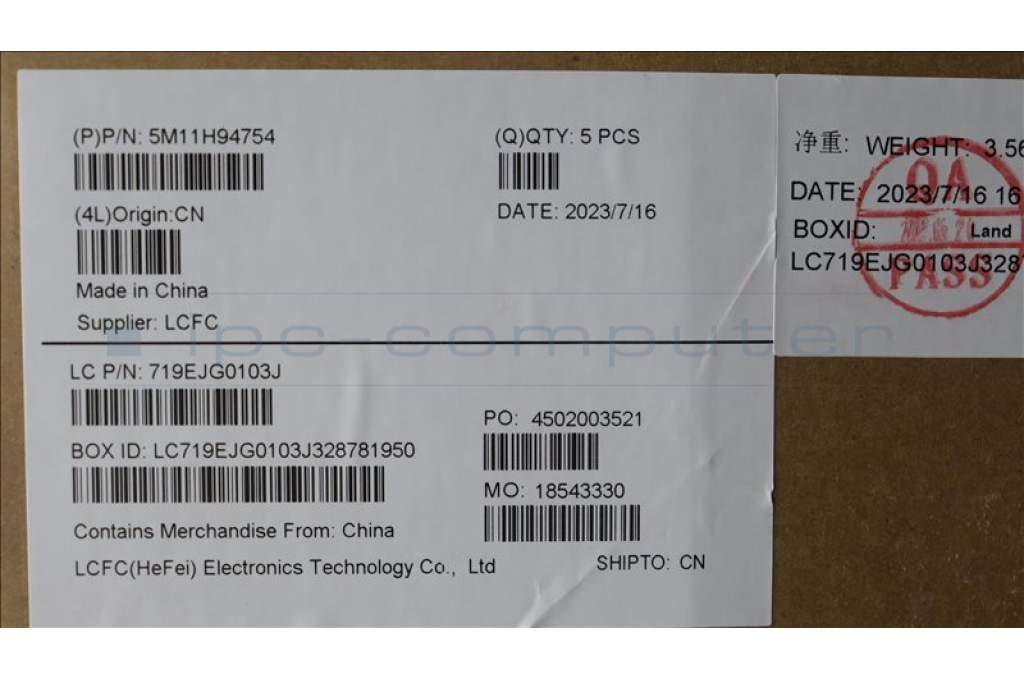 (P)P/N: 5M11H94754
(Q)QTY: 5 PCS
(4L)Origin:CN
DATE: 2023/7/16
Made in China
Supplier: LCFC
LC P/N: 719EJG0103J
PO: 4502003521
BOX ID: LC719EJG0103J328781950
MO: 18543330
Contains Merchandise From: China
LCFC(HeFei) Electronics Technology Co., Ltd
SHIPTO: CN
净重: WEIGHT: 3.56
DATE: 2023/7/16 16
BOXID: Land
LC719EJG0103J328
QA
PASS
ipc-computer